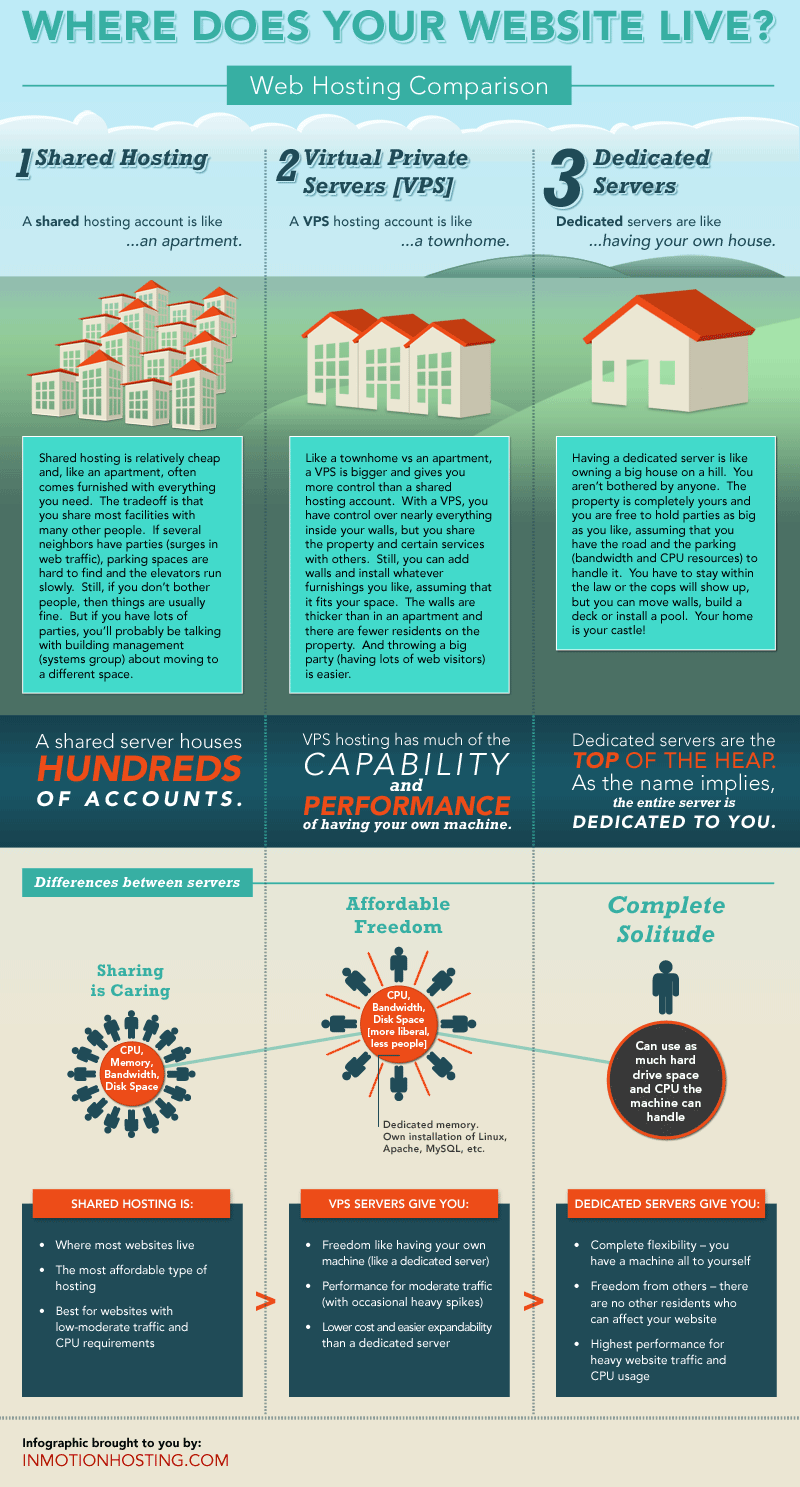 WHERE DOES YOUR WEBSITE LIVE?
Web Hosting Comparison
1 Shared Hosting
A shared hosting account is like
...an apartment.
Shared hosting is relatively cheap
and, like an apartment, often
comes furnished with everything
you need.  The tradeoff is that
you share most facilities with
many other people.  If several
neighbors have parties (surges in
web traffic), parking spaces are
hard to find and the elevators run
slowly.  Still, if you don't bother
people, then things are usually
fine.  But if you have lots of
parties, you'll probably be talking
with building management
(systems group) about moving to
a different space.
A shared server houses
HUNDREDS
OF ACCOUNTS.
2 Virtual Private
Servers [VPS]
A VPS hosting account is like
...a townhome.
Like a townhome vs an apartment,
a VPS is bigger and gives you
more control than a shared
hosting account.  With a VPS, you
have control over nearly everything
inside your walls, but you share
the property and certain services
with others.  Still, you can add
walls and install whatever
furnishings you like, assuming that
it fits your space.  The walls are
thicker than in an apartment and
there are fewer residents on the
property.  And throwing a big
party (having lots of web visitors)
is easier.
VPS hosting has much of the
CAPABILITY
and
PERFORMANCE
of having your own machine.
3 Dedicated
Servers
Dedicated servers are like
...having your own house.
Having a dedicated server is like
owning a big house on a hill.  You
aren't bothered by anyone.  The
property is completely yours and
you are free to hold parties as big
as you like, assuming that you
have the road and the parking
(bandwidth and CPU resources) to
handle it.  You have to stay within
the law or the cops will show up,
but you can move walls, build a
deck or install a pool.  Your home
is your castle!
Dedicated servers are the
TOP OF THE HEAP.
As the name implies,
the entire server is
DEDICATED TO YOU.
Differences between servers
Sharing
is Caring
CPU,
Memory,
Bandwidth,
Disk Space
Affordable
Freedom
CPU,
Bandwidth,
Disk Space
[more liberal,
less people]
Dedicated memory.
Own installation of Linux,
Apache, MySQL, etc.
Complete
Solitude
Can use as
much hard
drive space
and CPU the
machine can
handle
SHARED HOSTING IS:
• Where most websites live
• The most affordable type of
hosting
• Best for websites with
low-moderate traffic and
CPU requirements
>
VPS SERVERS GIVE YOU:
• Freedom like having your own
machine (like a dedicated server)
• Performance for moderate traffic
(with occasional heavy spikes)
• Lower cost and easier expandability
than a dedicated server
>
DEDICATED SERVERS GIVE YOU:
• Complete flexibility – you
have a machine all to yourself
• Freedom from others – there
are no other residents who
can affect your website
• Highest performance for
heavy website traffic and
CPU usage
Infographic brought to you by:
INMOTIONHOSTING.COM